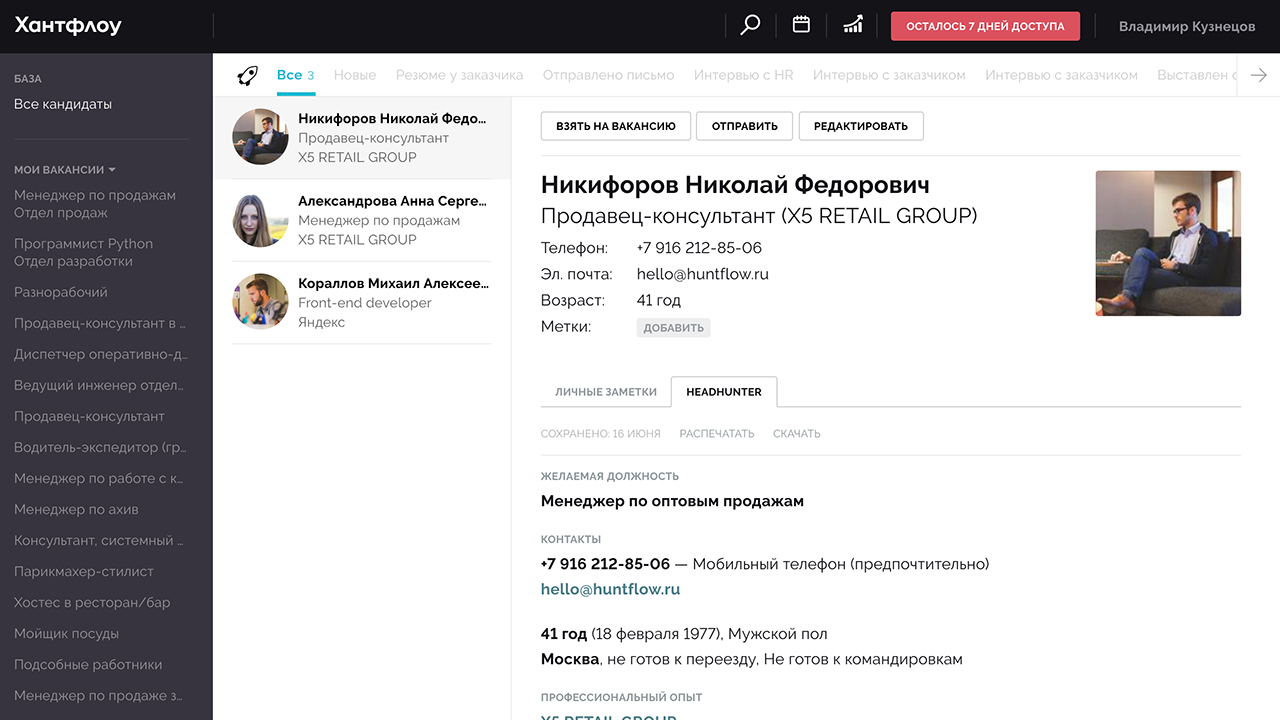 Хантфлоу
ОСТАЛОСЬ 7 ДНЕЙ ДОСТУПА
Владимир Кузнецов
БАЗА
Все кандидаты
МОИ ВАКАНСИИ
Менеджер по продажам
Отдел продаж
Программист Python
Отдел разработки
Разнорабочий
Продавец-консультант в ...
Диспетчер оперативно-д...
Ведущий инженер отдел...
Продавец-консультант
Водитель-экспедитор (гр...
Менеджер по работе с к...
Менеджер по ахив
Консультант, системный ...
Парикмахер-стилист
Хостес в ресторан/бар
Мойщик посуды
Подсобные работники
Менеджер по продаже з...
Все 3 Новые Резюме у заказчика Отправлено письмо Интервью с HR Интервью с заказчиком Интервью с заказчиком Выставлен
Никифоров Николай Федо...
Продавец-консультант
X5 RETAIL GROUP
Александрова Анна Серге...
Менеджер по продажам
X5 RETAIL GROUP
Кораллов Михаил Алексее...
Front-end developer
Яндекс
ВЗЯТЬ НА ВАКАНСИЮ ОТПРАВИТЬ РЕДАКТИРОВАТЬ
Никифоров Николай Федорович
Продавец-консультант (X5 RETAIL GROUP)
Телефон: +7 916 212-85-06
Эл. почта: hello@huntflow.ru
Возраст: 41 год
Метки: ДОБАВИТЬ
ЛИЧНЫЕ ЗАМЕТКИ HEADHUNTER
СОХРАНЕНО: 16 ИЮНЯ РАСПЕЧАТАТЬ СКАЧАТЬ
ЖЕЛАЕМАЯ ДОЛЖНОСТЬ
Менеджер по оптовым продажам
КОНТАКТЫ
+7 916 212-85-06 — Мобильный телефон (предпочтительно)
hello@huntflow.ru
41 год (18 февраля 1977), Мужской пол
Москва, не готов к переезду, Не готов к командировкам
ПРОФЕССИОНАЛЬНЫЙ ОПЫТ
X5 RETAIL GROUP